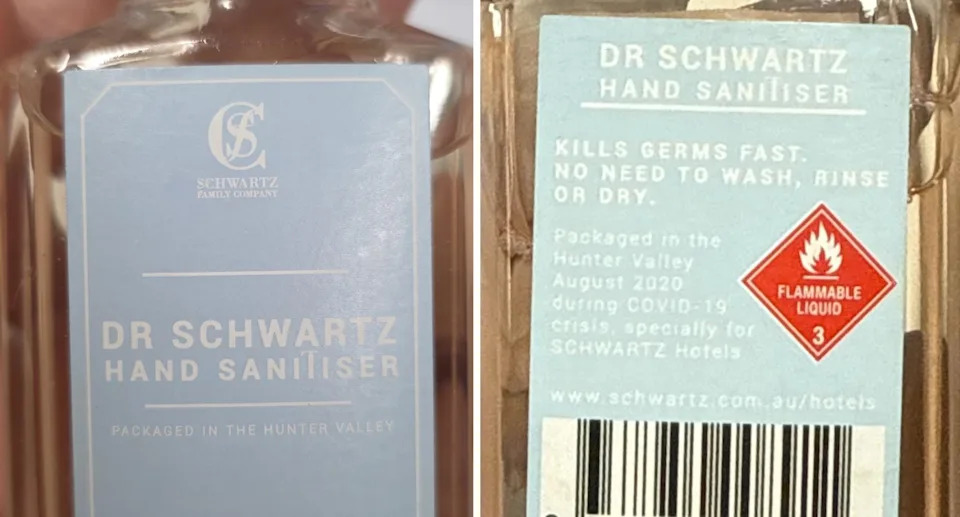 SCHWARTZ
FAMILY COMPANY
DR SCHWARTZ
HAND SANITISER
PACKAGED IN THE HUNTER VALLEY
DR SCHWARTZ
HAND SANITISER
KILLS GERMS FAST.
NO NEED TO WASH, RINSE
OR DRY.
Packaged in the
Hunter Valley
August 2020
during COVID-19
crisis, specially for
SCHWARTZ Hotels
FLAMMABLE
LIQUID
3
www.schwartz.com.au/hotels